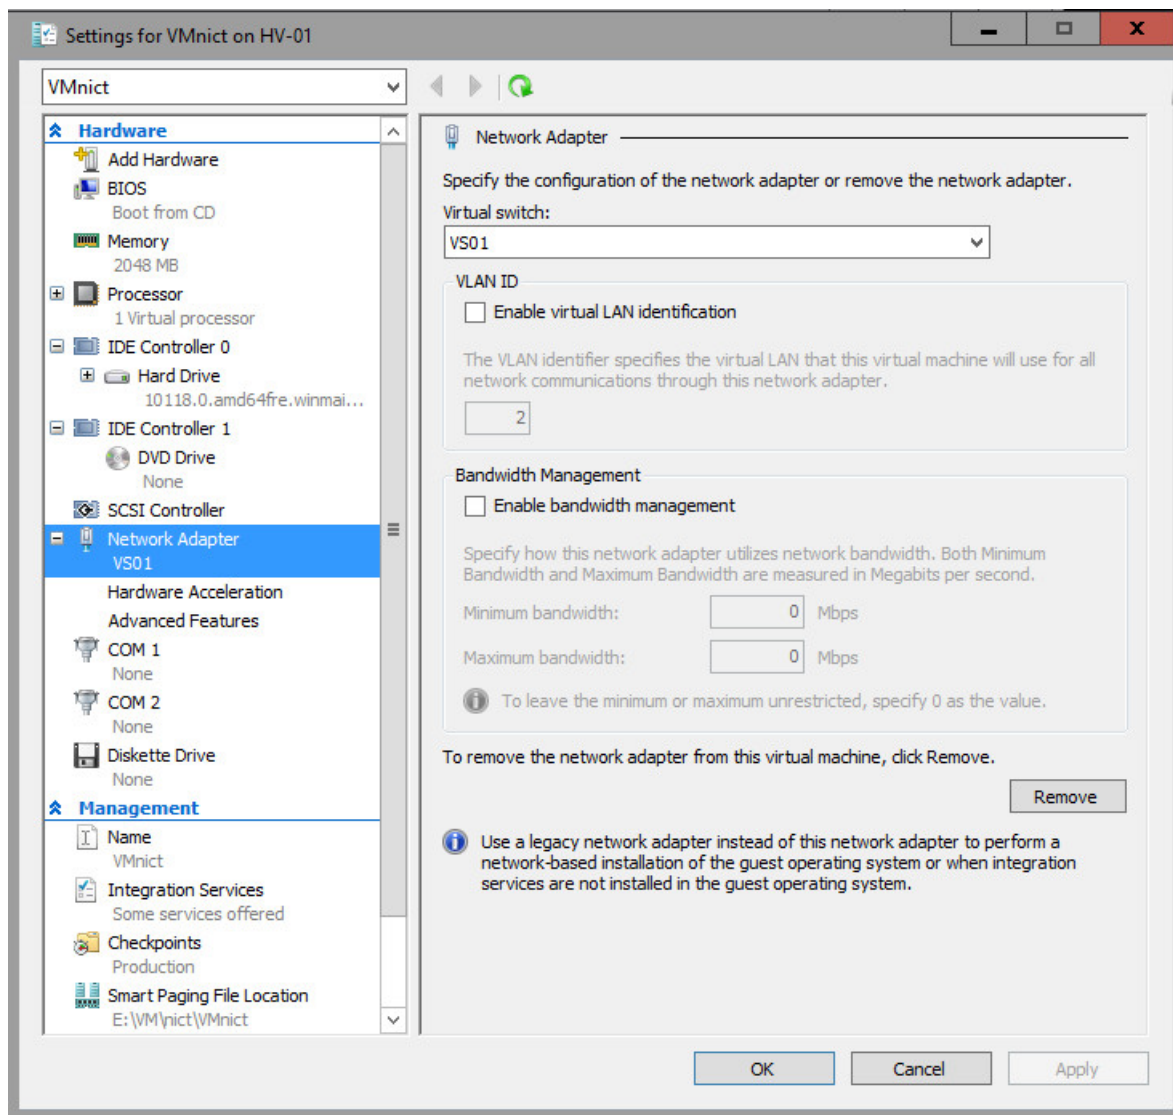 Settings for VMnict on HV-01
VMnict
Hardware
Add Hardware
BIOS
Boot from CD
Memory
2048 MB
Processor
1 Virtual processor
IDE Controller 0
Hard Drive
10118.0.amd64fre.winmai...
IDE Controller 1
DVD Drive
None
SCSI Controller
Network Adapter
VS01
Hardware Acceleration
Advanced Features
COM 1
None
COM 2
None
Diskette Drive
None
Management
Name
VMnict
Integration Services
Some services offered
Checkpoints
Production
Smart Paging File Location
E:\VM\nict\VMnict
Network Adapter
Specify the configuration of the network adapter or remove the network adapter.
Virtual switch:
VS01
VLAN ID
Enable virtual LAN identification
The VLAN identifier specifies the virtual LAN that this virtual machine will use for all
network communications through this network adapter.
2
Bandwidth Management
Enable bandwidth management
Specify how this network adapter utilizes network bandwidth. Both Minimum
Bandwidth and Maximum Bandwidth are measured in Megabits per second.
Minimum bandwidth: 0 Mbps
Maximum bandwidth: 0 Mbps
To leave the minimum or maximum unrestricted, specify 0 as the value.
To remove the network adapter from this virtual machine, click Remove.
Remove
Use a legacy network adapter instead of this network adapter to perform a
network-based installation of the guest operating system or when integration
services are not installed in the guest operating system.
OK Cancel Apply